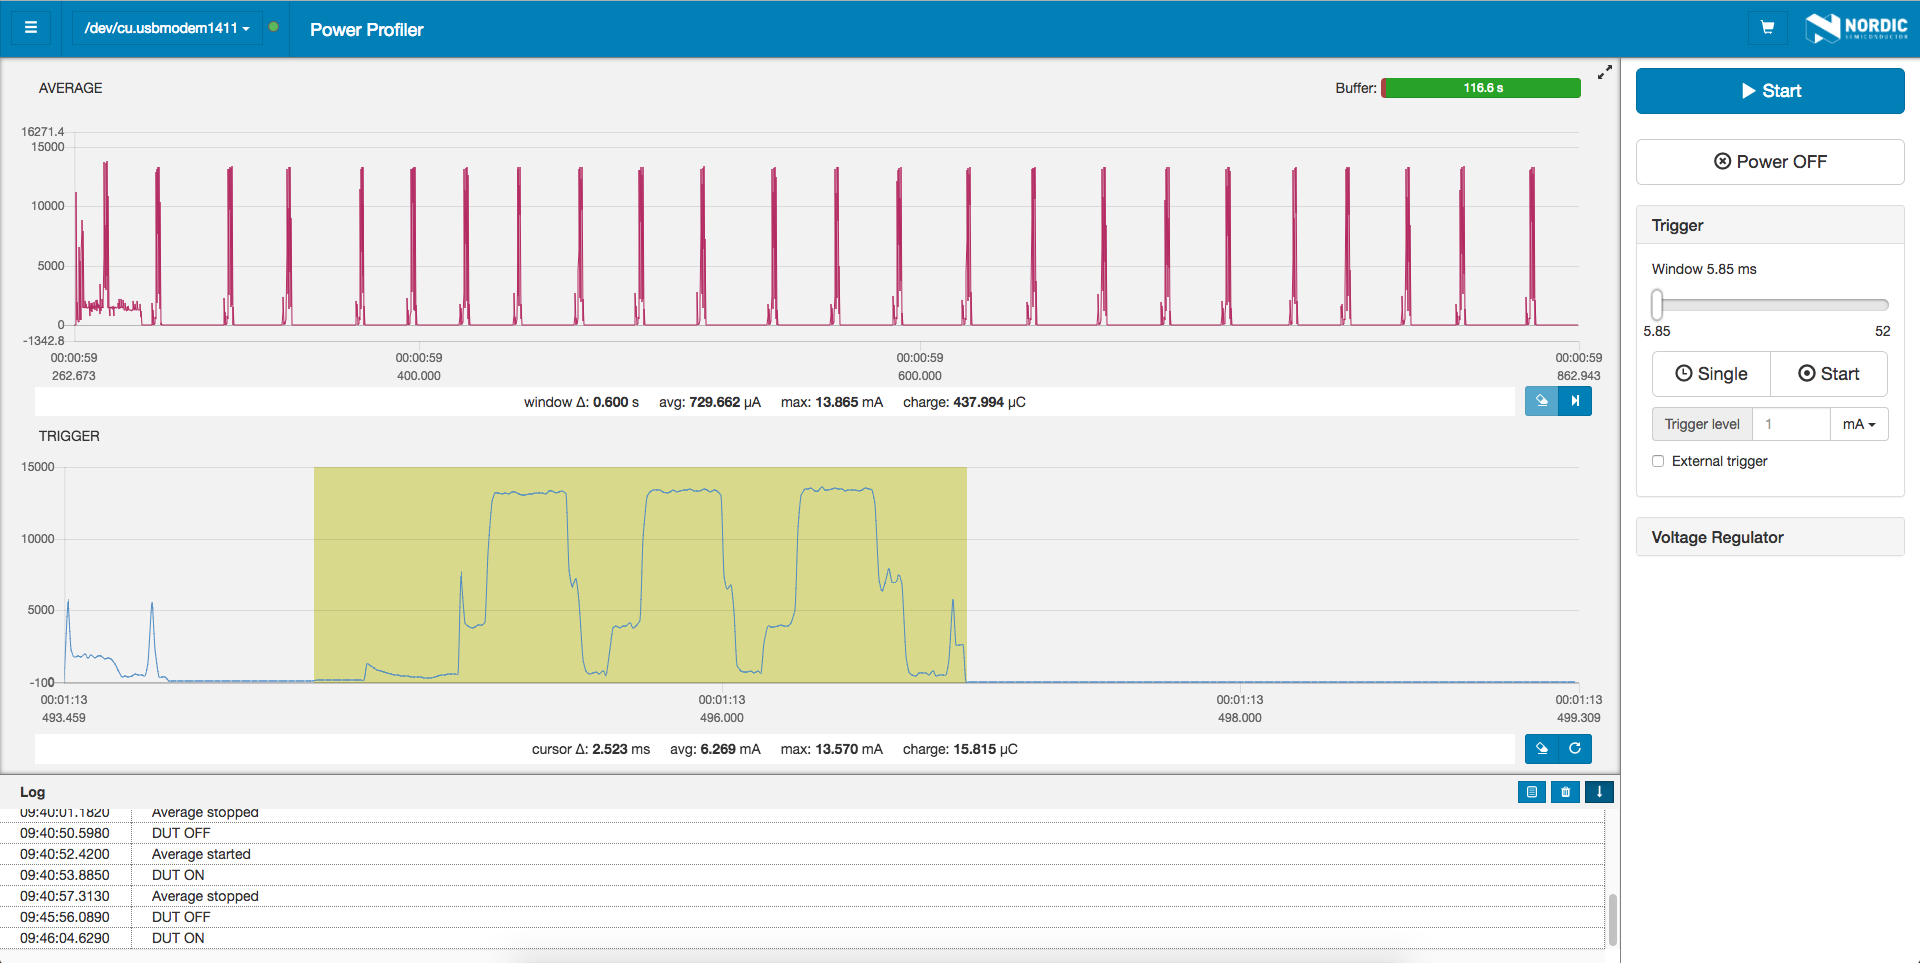 /dev/cu.usbmodem1411
Power Profiler
NORDIC
SEMICONDUCTOR
AVERAGE
Buffer: 116.6 s
16271.4
15000
10000
5000
0
-1342.8
00:00:59 00:00:59 00:00:59 00:00:59
262.673 400.000 600.000 862.943
window Δ: 0.600 s avg: 729.662 µA max: 13.865 mA charge: 437.994 µC
TRIGGER
15000
10000
5000
-100
0
00:01:13 00:01:13 00:01:13 00:01:13
493.459 496.000 498.000 499.309
cursor Δ: 2.523 ms avg: 6.269 mA max: 13.570 mA charge: 15.815 µC
Start
Power OFF
Trigger
Window 5.85 ms
5.85 52
Single Start
Trigger level 1 mA
External trigger
Voltage Regulator
Log
09:40:01.1820 Average stopped
09:40:50.5980 DUT OFF
09:40:52.4200 Average started
09:40:53.8850 DUT ON
09:40:57.3130 Average stopped
09:45:56.0890 DUT OFF
09:46:04.6290 DUT ON